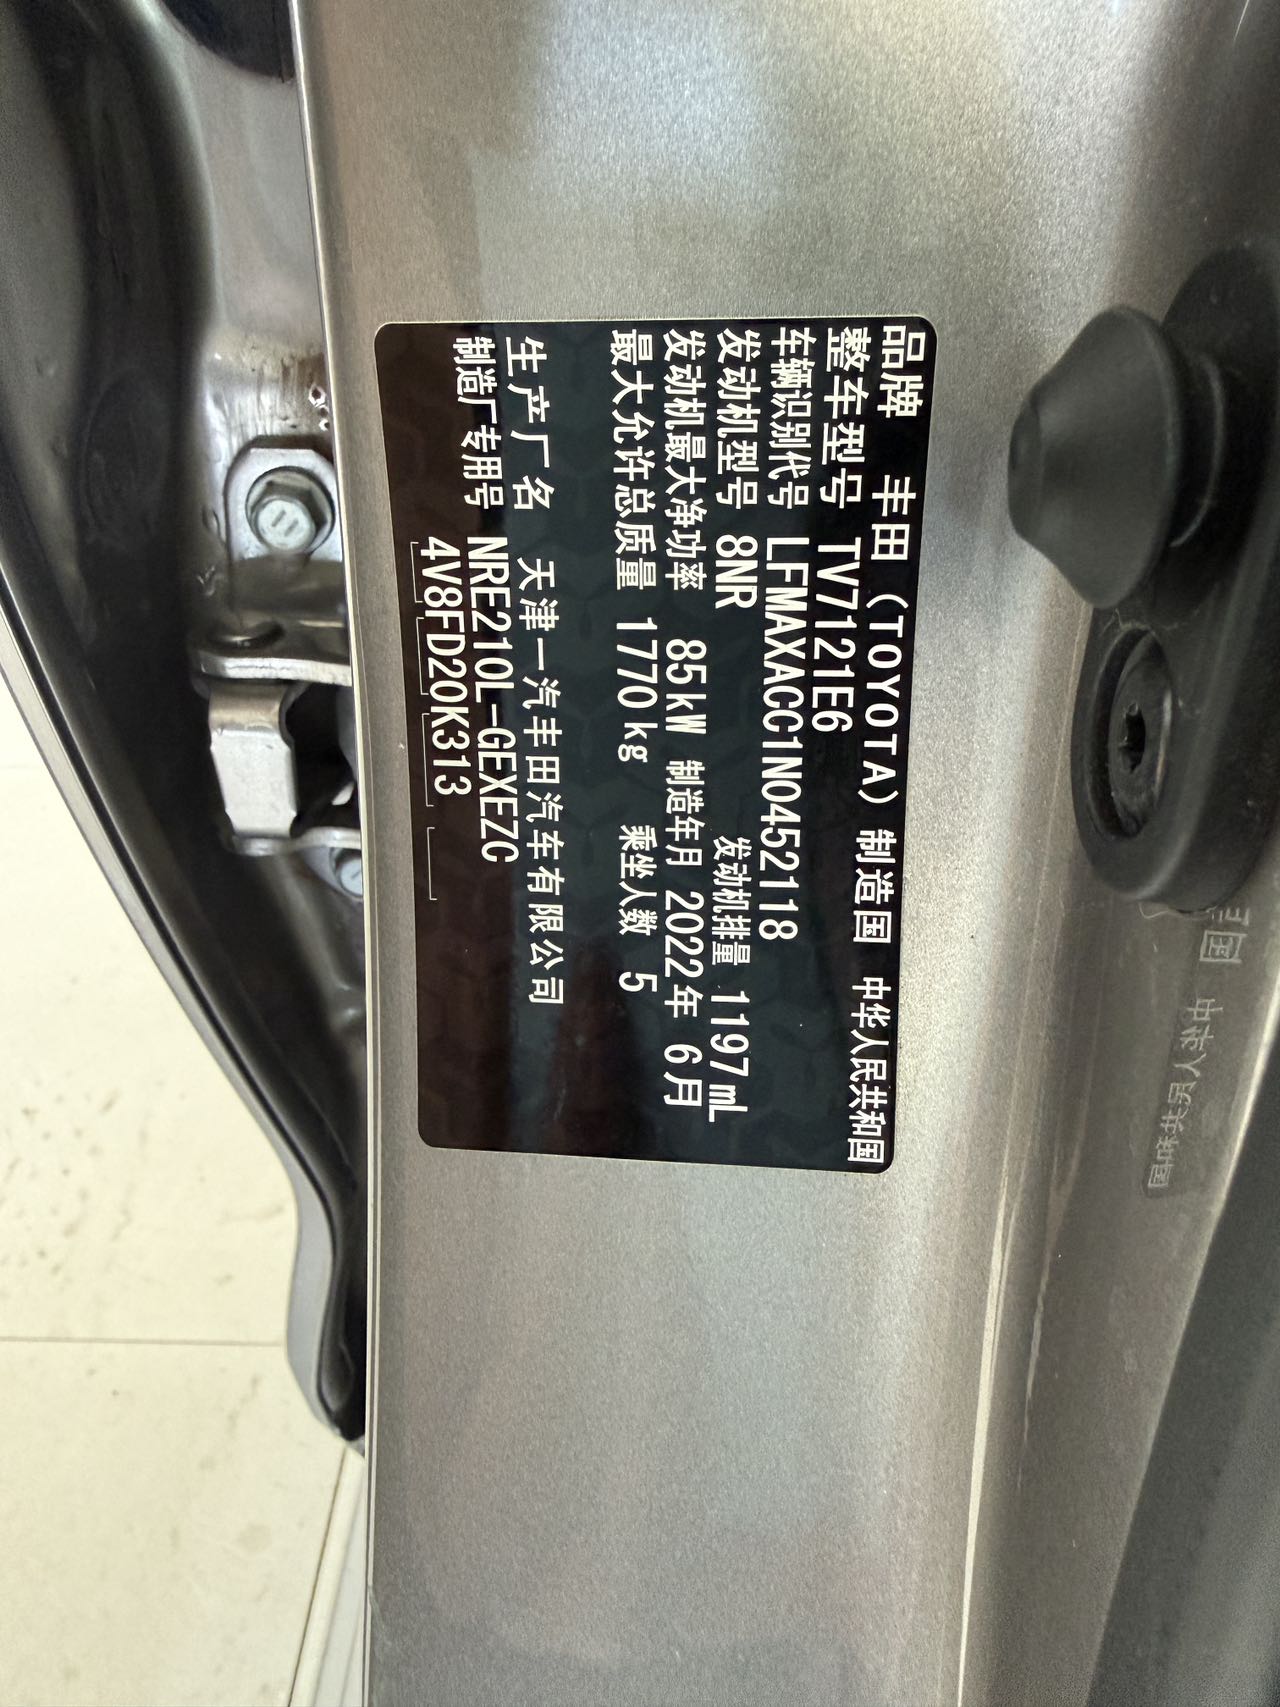 品牌 丰田（TOYOTA） 制造国 中华人民共和国
整车型号 TV7121E6
车辆识别代号 LFMAXACC1N0452118
发动机型号 8NR 发动机排量 1197mL
发动机最大净功率 85kW 制造年月 2022年 6月
最大允许总质量 1770kg 乘坐人数 5
生产厂名 天津一汽丰田汽车有限公司
制造厂专用号 NRE210L-GEXEZC
4V8FD20K313